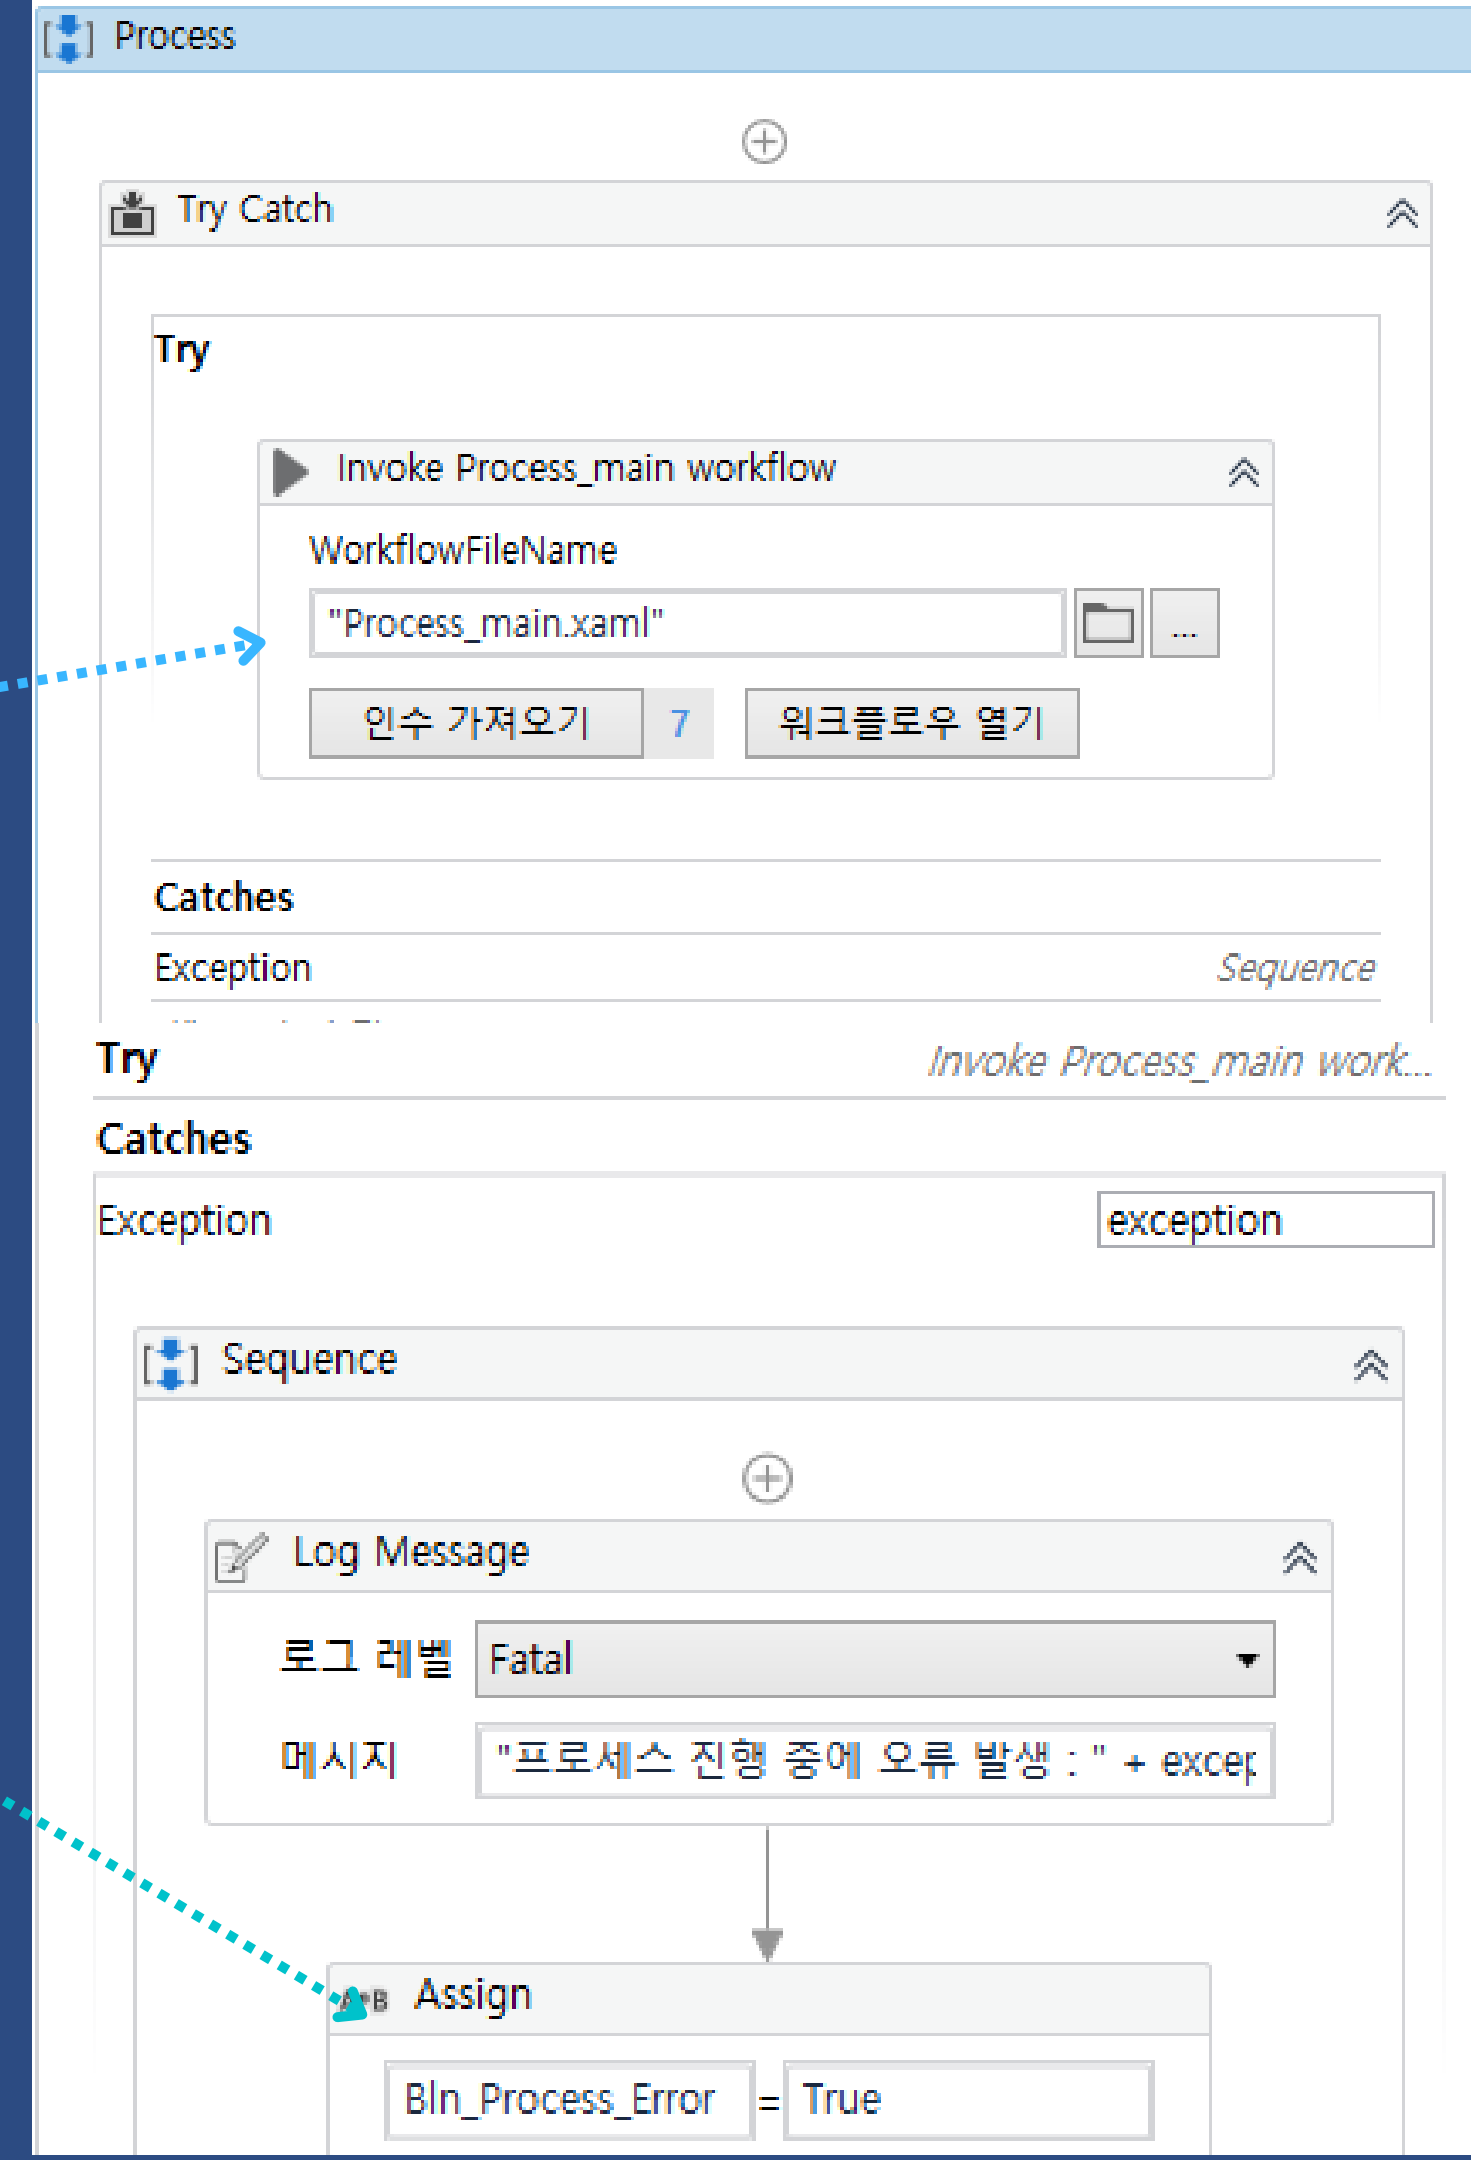 Process
Try Catch
Try
Invoke Process_main workflow
WorkflowFileName
"Process_main.xaml"
...
인수 가져오기 7 워크플로우 열기
Catches
Exception Sequence
Try Invoke Process_main work...
Catches
Exception exception
Sequence
Log Message
로그 레벨 Fatal
메시지 "프로세스 진행 중에 오류 발생 : " + excep
Assign
Bln_Process_Error = True